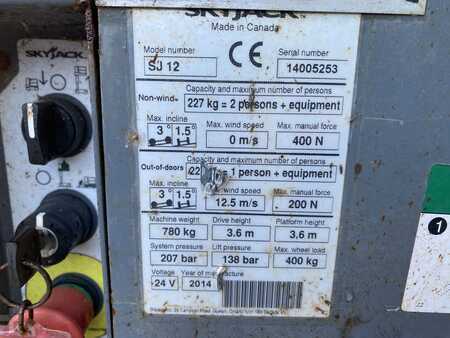 SKYJACK
SKYJACK
Made in Canada
CE
Model number
SJ 12
Serial number
14005253
Capacity and maximum number of persons
Non-wind
227 kg = 2 persons + equipment
Max. incline
Max. wind speed
Max. manual force
3° 1.5°
0 m/s
400 N
Capacity and maximum number of persons
Out-of-doors
1 person + equipment
Max. incline
wind speed
Max. manual force
3° 1.5°
12.5 m/s
200 N
Machine weight
Drive height
Platform height
780 kg
3.6 m
3.6 m
System pressure
Lift pressure
Max. wheel load
207 bar
138 bar
400 kg
Voltage
Year of manufacture
24 V
2014
1